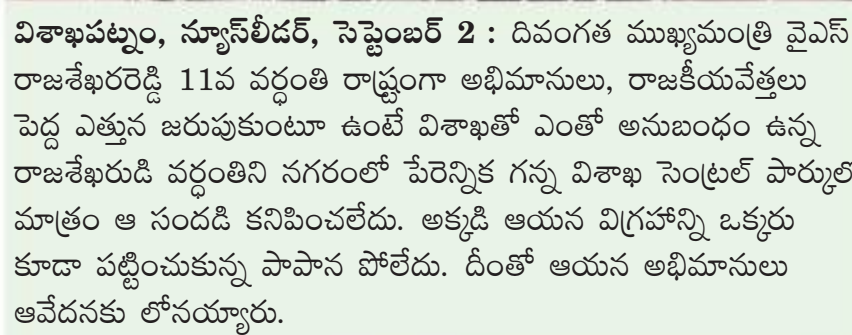 విశాఖపట్నం, న్యూస్‌లీడర్, సెప్టెంబర్ 2 : దివంగత ముఖ్యమంత్రి వైఎస్
రాజశేఖరరెడ్డి 11వ వర్ధంతి రాష్ట్రంగా అభిమానులు, రాజకీయవేత్తలు
పెద్ద ఎత్తున జరుపుకుంటూ ఉంటే విశాఖతో ఎంతో అనుబంధం ఉన్న
రాజశేఖరుడి వర్ధంతిని నగరంలో పేరెన్నిక గన్న విశాఖ సెంట్రల్ పార్కులో
మాత్రం ఆ సందడి కనిపించలేదు. అక్కడి ఆయన విగ్రహాన్ని ఒక్కరు
కూడా పట్టించుకున్న పాపాన పోలేదు. దీంతో ఆయన అభిమానులు
ఆవేదనకు లోనయ్యారు.